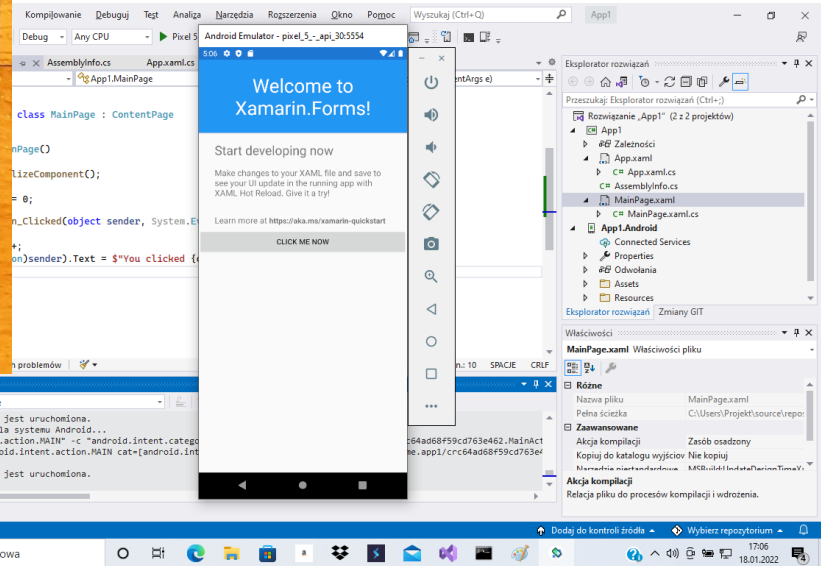 Kompilowanie Debuguj Test Analiza Narzędzia Rozszerzenia Okno Pomoc Wyszukaj (Ctrl+Q) App1
Debug Any CPU Pixel 5
Android Emulator - pixel_5_-_api_30:5554
5:06
AssemblyInfo.cs App.xaml.cs
App1.MainPage
entArgs e)
class MainPage : ContentPage
nPage()
lizeComponent();
= 0;
n_Clicked(object sender, System.Ev
+;
on)sender).Text = $"You clicked {c
Welcome to
Xamarin.Forms!
Start developing now
Make changes to your XAML file and save to
see your UI update in the running app with
XAML Hot Reload. Give it a try!
Learn more at https://aka.ms/xamarin-quickstart
CLICK ME NOW
Eksplorator rozwiązań
Przeszukaj: Eksplorator rozwiązań (Ctrl+;)
Rozwiązanie „App1” (2 z 2 projektów)
App1
Zależności
App.xaml
App.xaml.cs
AssemblyInfo.cs
MainPage.xaml
MainPage.xaml.cs
App1.Android
Connected Services
Properties
Odwołania
Assets
Resources
Eksplorator rozwiązań Zmiany GIT
Właściwości
MainPage.xaml Właściwości pliku
Różne
Nazwa pliku MainPage.xaml
Pełna ścieżka C:\Users\Projekt\source\repos
Zaawansowane
Akcja kompilacji Zasób osadzony
Kopiuj do katalogu wyjściov Nie kopiuj
Narzędzie niestandardowe MSBuild:UpdateDesignTimeX
Akcja kompilacji
Relacja pliku do procesów kompilacji i wdrożenia.
n problemów
n.: 10 SPACJE CRLF
jest uruchomiona.
la systemu Android...
.action.MAIN" -c "android.intent.catego
c64ad68f59cd763e462.MainAct
oid.intent.action.MAIN cat=[android.int
me.app1/crc64ad68f59cd763e4
jest uruchomiona.
Dodaj do kontroli źródła Wybierz repozytorium
owa
17:06
18.01.2022
4